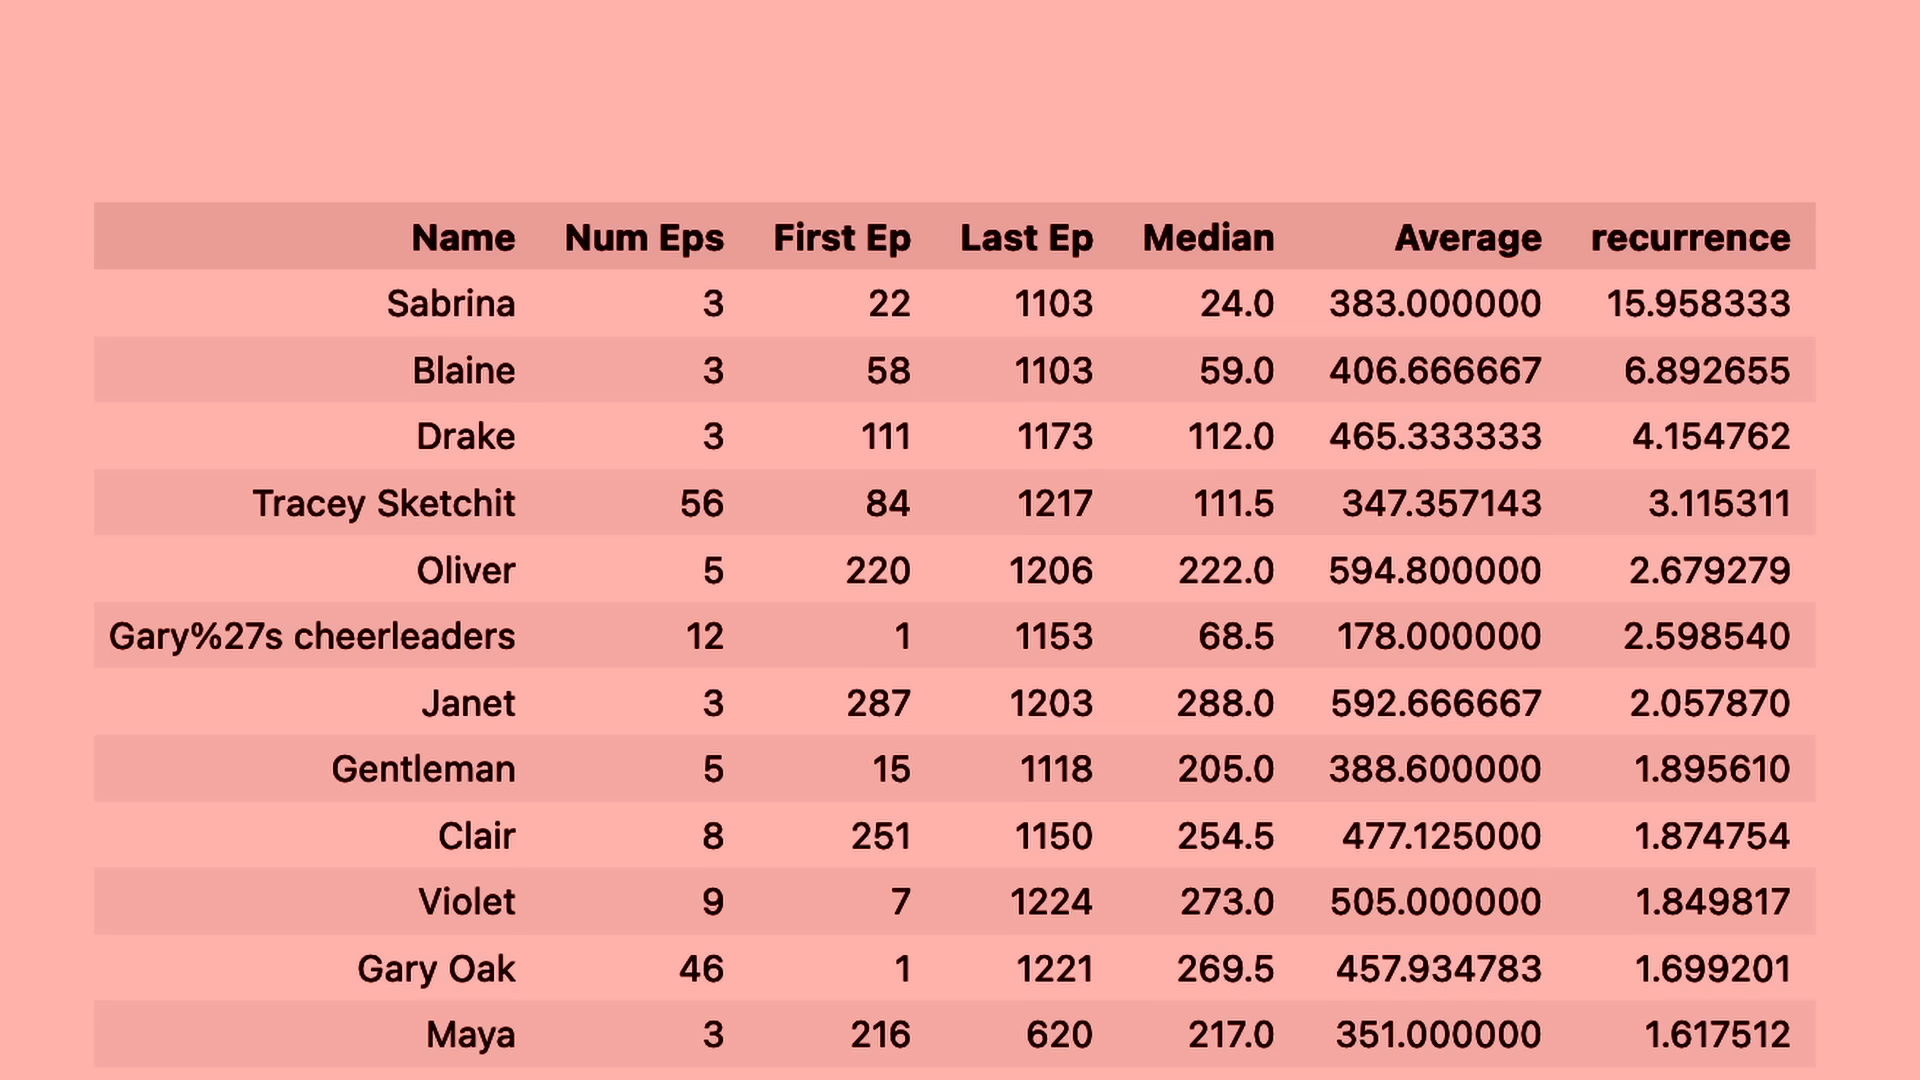 Name Num Eps First Ep Last Ep Median Average recurrence
Sabrina 3 22 1103 24.0 383.000000 15.958333
Blaine 3 58 1103 59.0 406.666667 6.892655
Drake 3 111 1173 112.0 465.333333 4.154762
Tracey Sketchit 56 84 1217 111.5 347.357143 3.115311
Oliver 5 220 1206 222.0 594.800000 2.679279
Gary%27s cheerleaders 12 1 1153 68.5 178.000000 2.598540
Janet 3 287 1203 288.0 592.666667 2.057870
Gentleman 5 15 1118 205.0 388.600000 1.895610
Clair 8 251 1150 254.5 477.125000 1.874754
Violet 9 7 1224 273.0 505.000000 1.849817
Gary Oak 46 1 1221 269.5 457.934783 1.699201
Maya 3 216 620 217.0 351.000000 1.617512